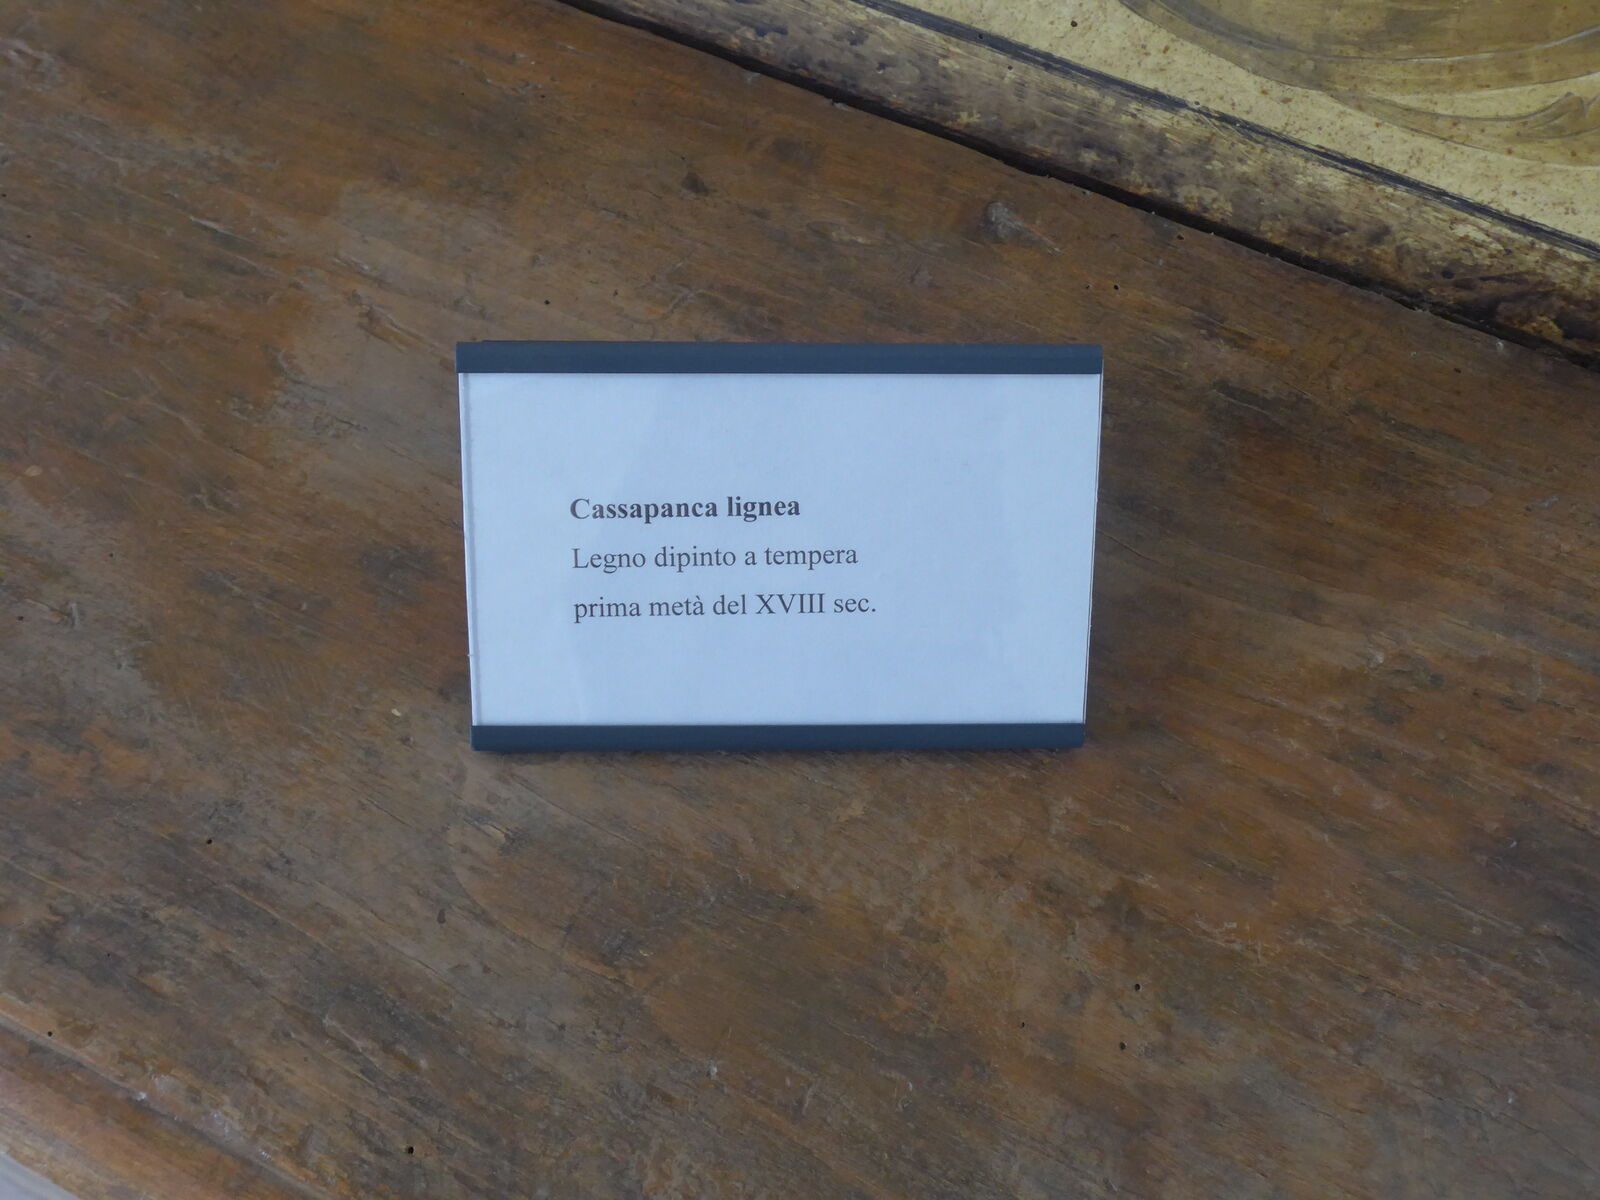 Cassapanca lignea
Legno dipinto a tempera
prima metà del XVIII sec.